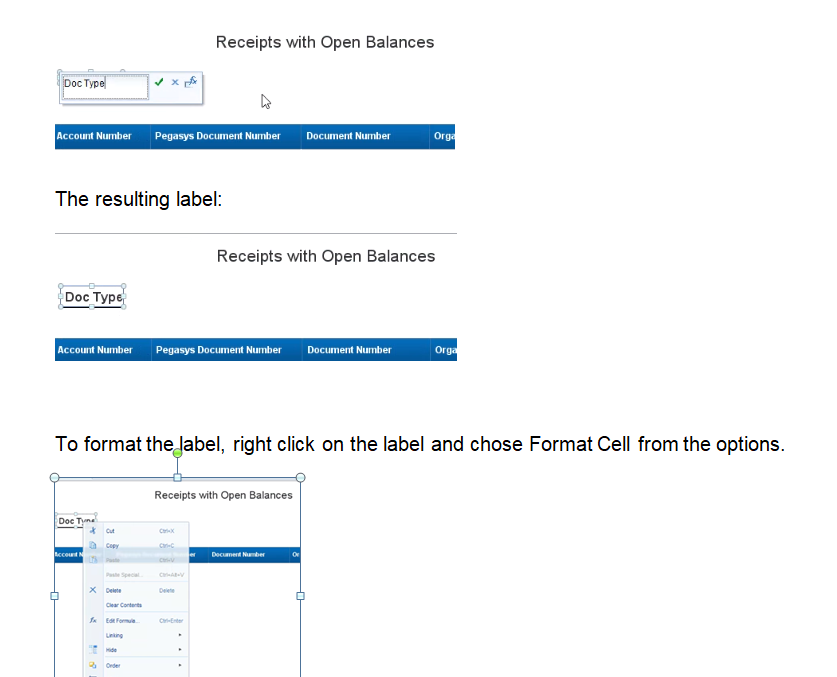 Receipts with Open Balances
Doc Type
Account Number Pegasys Document Number Document Number Orga
The resulting label:
Receipts with Open Balances
Doc Type
Account Number Pegasys Document Number Document Number Orga
To format the label, right click on the label and chose Format Cell from the options.
Receipts with Open Balances
Doc Type
Cut Ctrl+X
Copy Ctrl+C
Account N er Document Number Or
Paste Ctrl+V
Paste Special... Ctrl+Alt+V
Delete Delete
Clear Contents
Edit Formula... Ctrl+Enter
Linking
Hide
Order